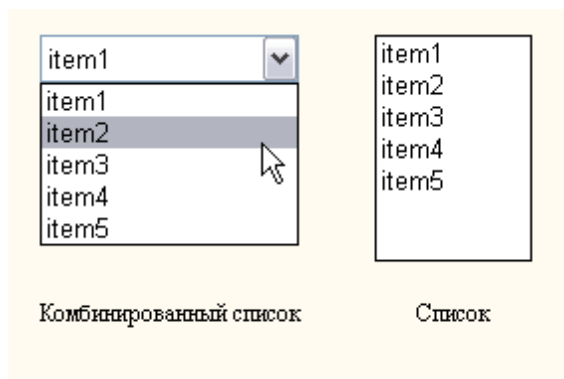 item1
item1
item2
item3
item4
item5
item1
item2
item3
item4
item5
Комбинированный список
Список